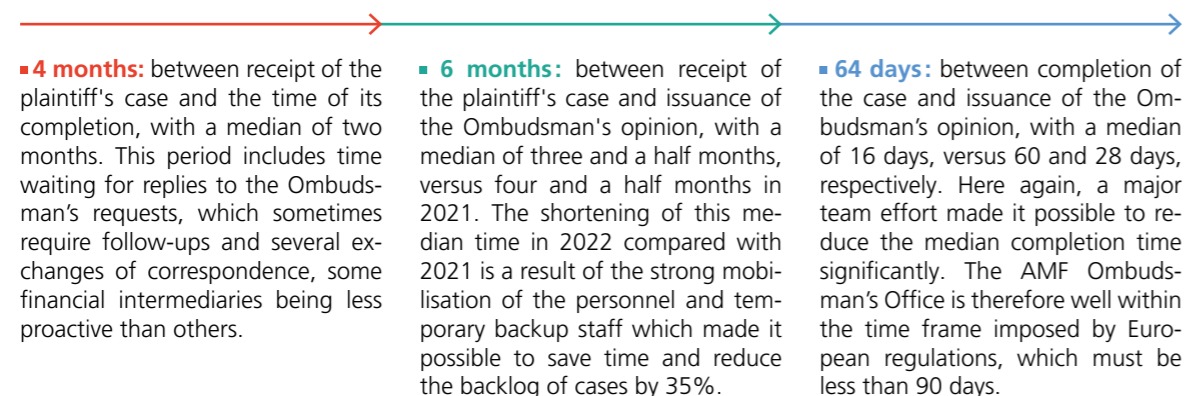 ▪ 4 months: between receipt of the
plaintiff's case and the time of its
completion, with a median of two
months. This period includes time
waiting for replies to the Ombuds-
man's requests, which sometimes
require follow-ups and several ex-
changes of correspondence, some
financial intermediaries being less
proactive than others.
▪ 6 months: between receipt of
the plaintiff's case and issuance of
the Ombudsman's opinion, with a
median of three and a half months,
versus four and a half months in
2021. The shortening of this me-
dian time in 2022 compared with
2021 is a result of the strong mobi-
lisation of the personnel and tem-
porary backup staff which made it
possible to save time and reduce
the backlog of cases by 35%.
▪ 64 days: between completion of
the case and issuance of the Om-
budsman’s opinion, with a median
of 16 days, versus 60 and 28 days,
respectively. Here again, a major
team effort made it possible to re-
duce the median completion time
significantly. The AMF Ombuds-
man’s Office is therefore well within
the time frame imposed by Euro-
pean regulations, which must be
less than 90 days.